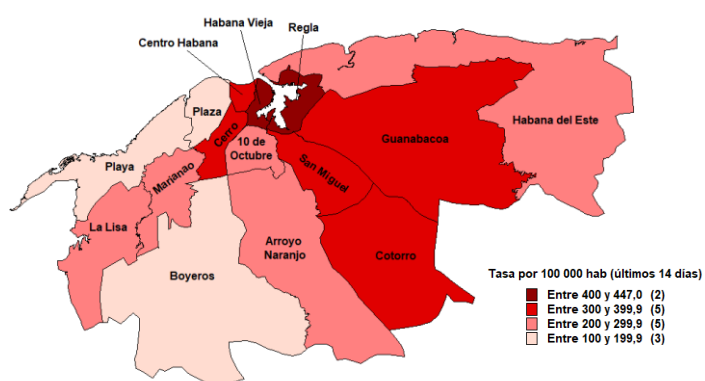 Habana Vieja
Regla
Centro Habana
Plaza
Cerro
10 de
Octubre
Guanabacoa
Habana del Este
Playa
Marianao
San Miguel
La Lisa
Arroyo
Naranjo
Cotorro
Boyeros
Tasa por 100 000 hab (últimos 14 días)
Entre 400 y 447,0 (2)
Entre 300 y 399,9 (5)
Entre 200 y 299,9 (5)
Entre 100 y 199,9 (3)